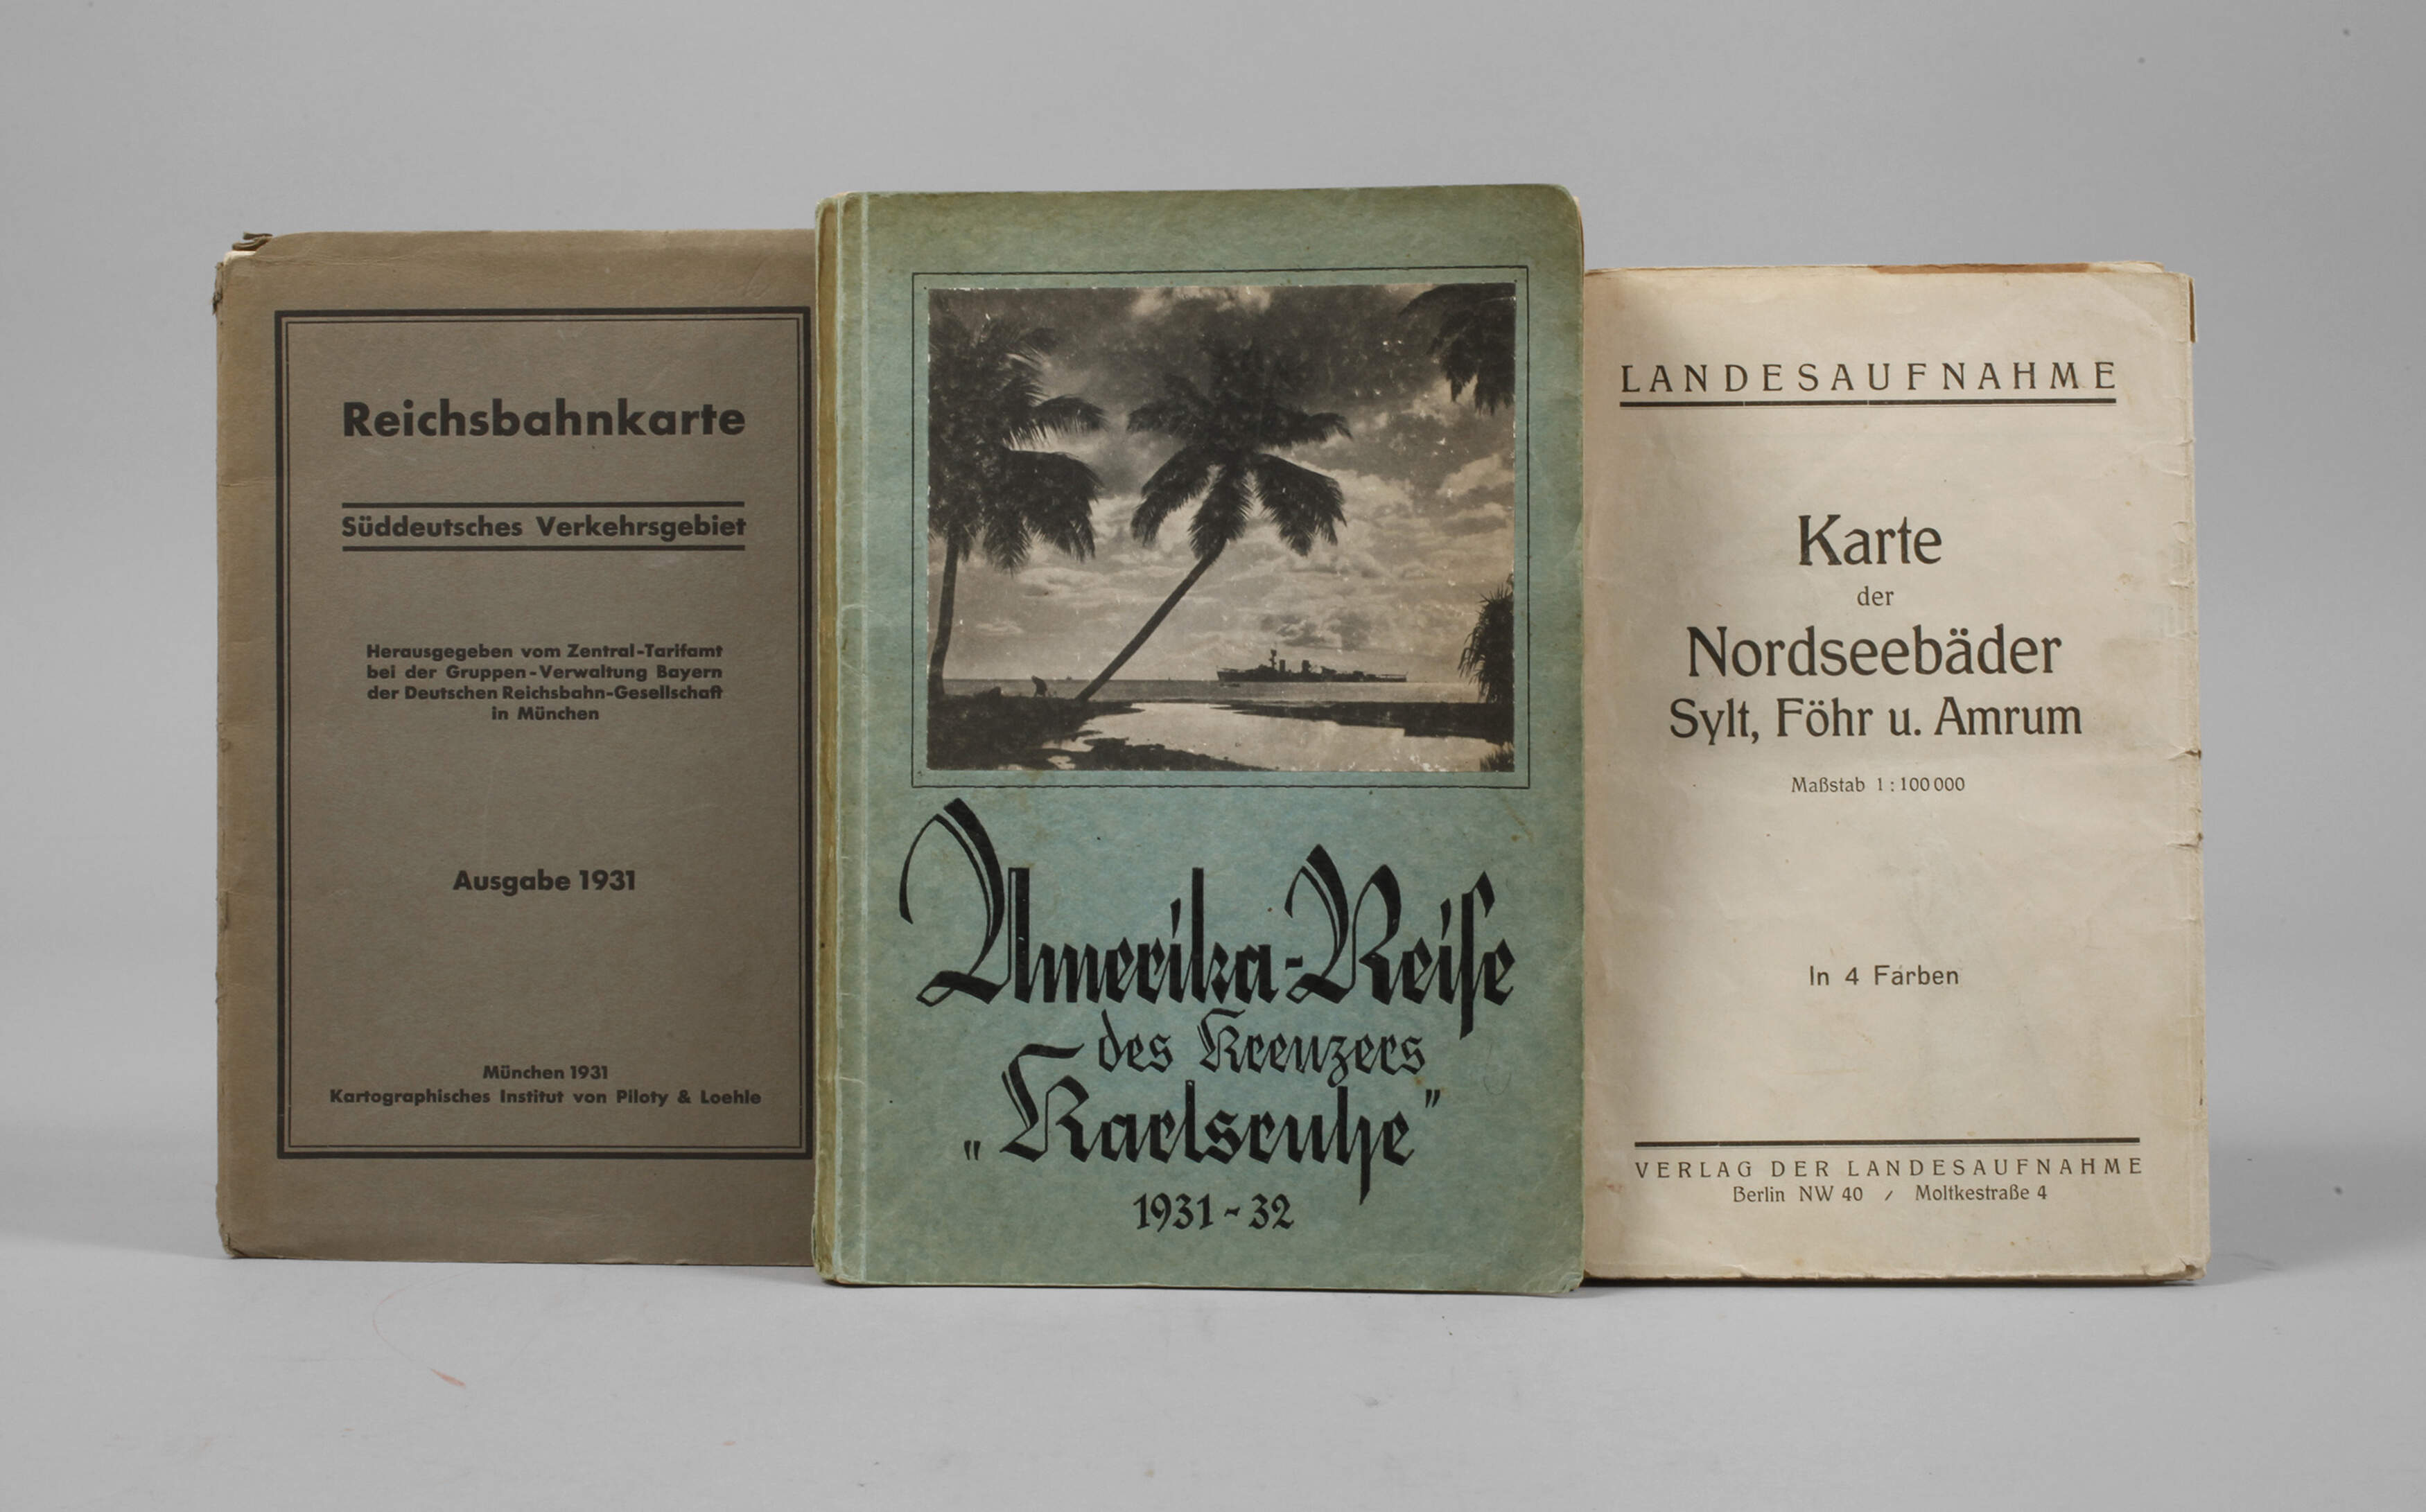 Reichsbahnkarte
Süddeutsches Verkehrsgebiet
Herausgegeben vom Zentral-Tarifamt
bei der Gruppen-Verwaltung Bayern
der Deutschen Reichsbahn-Gesellschaft
in München
Ausgabe 1931
München 1931
Kartographisches Institut von Piloty & Loehle
Amerika-Reise
des Kreuzers
„Karlsruhe"
1931-32
LANDESAUFNAHME
Karte
der
Nordseebäder
Sylt, Föhr u. Amrum
Maßstab 1:100000
In 4 Farben
VERLAG DER LANDESAUFNAHME
Berlin NW 40 / Moltkestraße 4